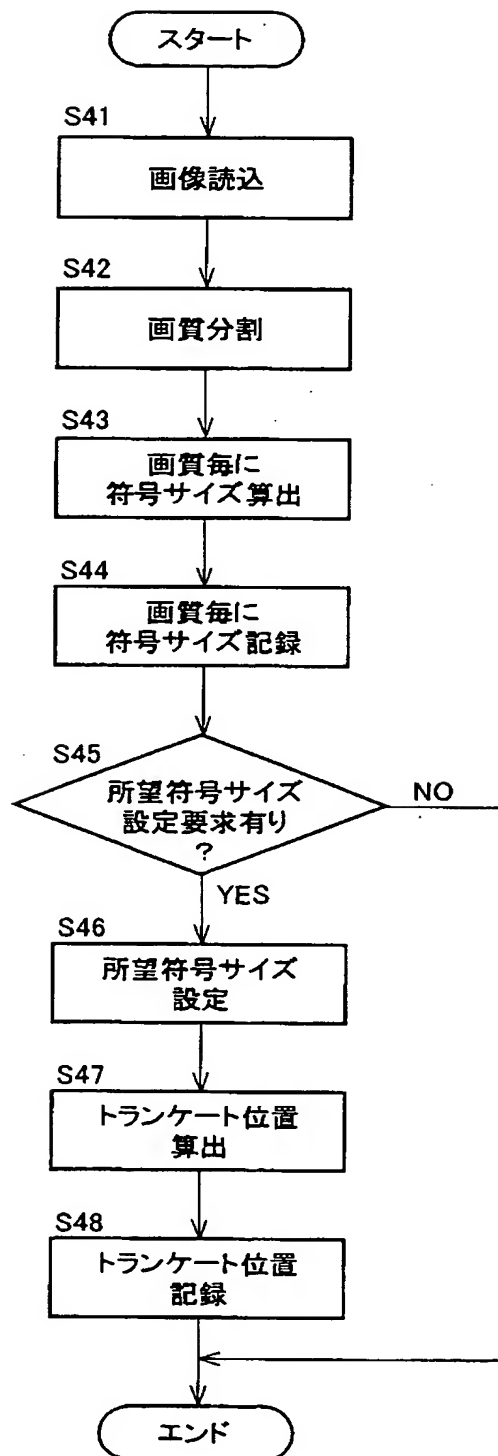 スタート
S41
画像読込
S42
画質分割
S43
画質毎に
符号サイズ算出
S44
画質毎に
符号サイズ記録
S45
所望符号サイズ
設定要求有り
?
NO
YES
S46
所望符号サイズ
設定
S47
トランケート位置
算出
S48
トランケート位置
記録
エンド